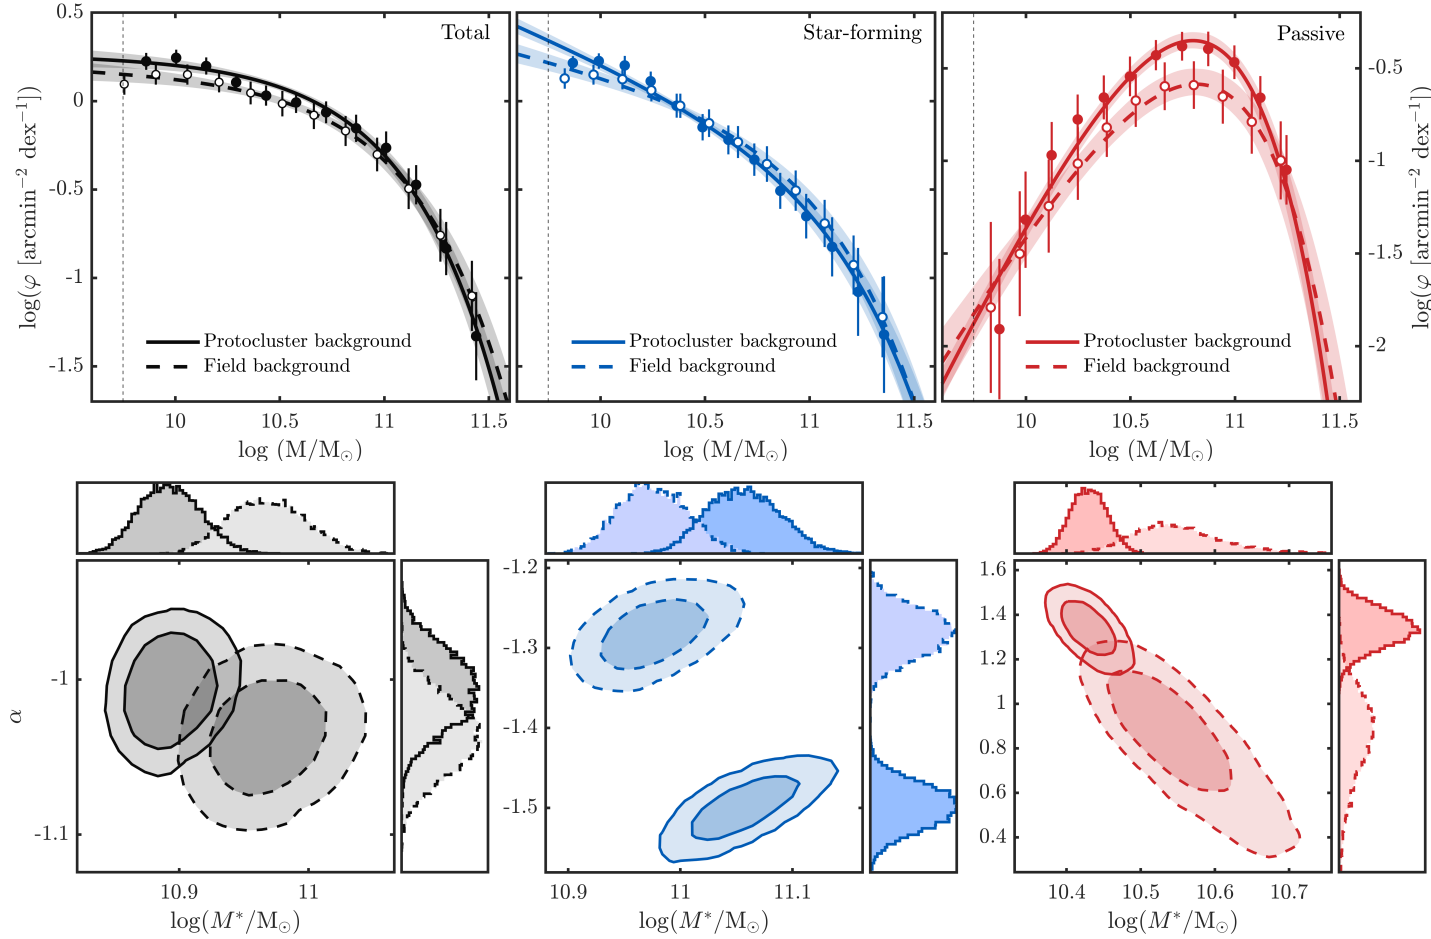 Total
Star-forming
Passive
log(φ [arcmin⁻² dex⁻¹])
0.5
0
-0.5
-1
-1.5
Protocluster background
Field background
Protocluster background
Field background
Protocluster background
Field background
-0.5
-1
-1.5
-2
log(φ [arcmin⁻² dex⁻¹])
10 10.5 11 11.5
10 10.5 11 11.5
10 10.5 11 11.5
log (M/M⊙)
log (M/M⊙)
log (M/M⊙)
α
-1
-1.1
-1.2
-1.3
-1.4
-1.5
1.6
1.4
1.2
1
0.8
0.6
0.4
10.9 11
10.9 11 11.1
10.4 10.5 10.6 10.7
log(M*/M⊙)
log(M*/M⊙)
log(M*/M⊙)